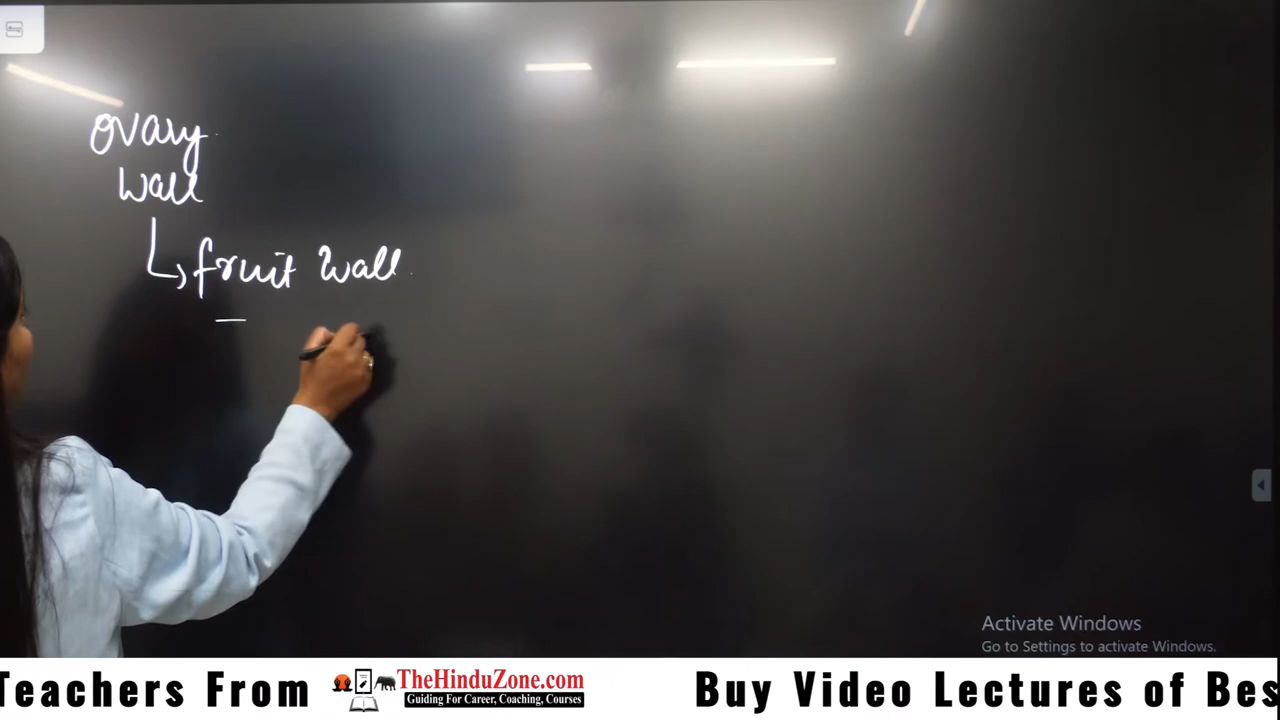 ovary
wall
fruit wall
Activate Windows
Go to Settings to activate Windows.
Teachers From TheHinduZone.com Buy Video Lectures of Bes
Guiding For Career, Coaching, Courses